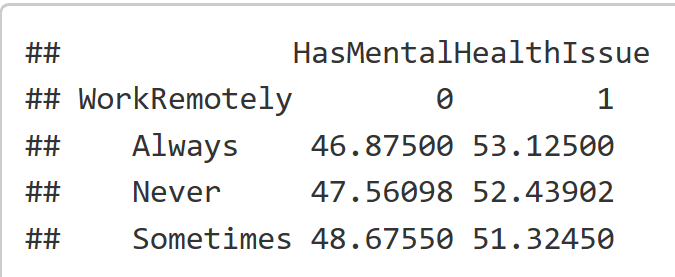 ##                HasMentalHealthIssue
## WorkRemotely        0        1
##    Always    46.87500 53.12500
##    Never     47.56098 52.43902
##    Sometimes 48.67550 51.32450